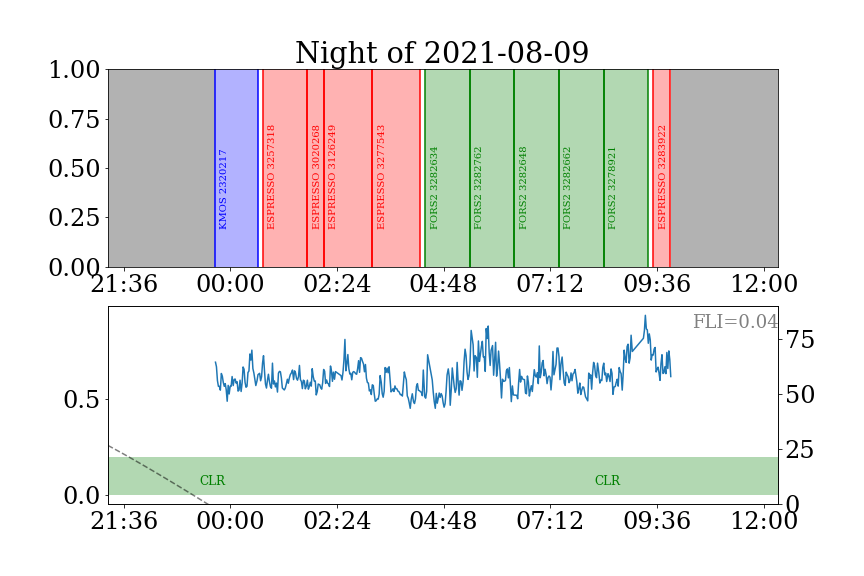 Night of 2021-08-09
1.00
0.75
0.50
0.25
0.00
KMOS 2320217
ESPRESSO 3257318
ESPRESSO 3020268
ESPRESSO 3126249
ESPRESSO 3277543
FORS2 3282634
FORS2 3282762
FORS2 3282648
FORS2 3282662
FORS2 3278921
ESPRESSO 3283922
21:36 00:00 02:24 04:48 07:12 09:36 12:00
FLI=0.04
0.5
0.0
75
50
25
0
CLR CLR
21:36 00:00 02:24 04:48 07:12 09:36 12:00